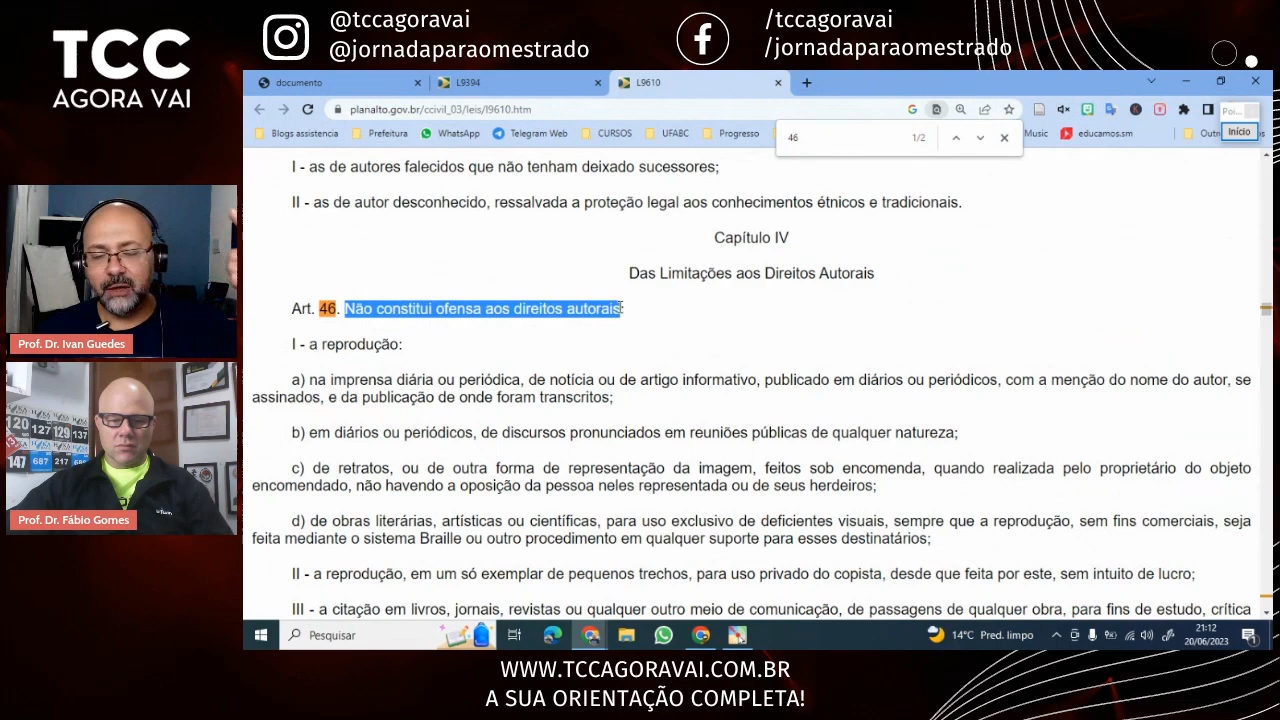 TCC
AGORA VAI
@tccagoravai
@jornadaparaomestrado
/tccagoravai
/jornadaparaomestrado
documento
L9394
L9610
planalto.gov.br/ccivil_03/leis/l9610.htm
Poi...
Início
Blogs assistencia
Prefeitura
WhatsApp
Telegram Web
CURSOS
UFABC
Progresso
Music
educamos.sm
Outr
46
1/2
I - as de autores falecidos que não tenham deixado sucessores;
II - as de autor desconhecido, ressalvada a proteção legal aos conhecimentos étnicos e tradicionais.
Capítulo IV
Das Limitações aos Direitos Autorais
Art. 46. Não constitui ofensa aos direitos autorais:
I - a reprodução:
a) na imprensa diária ou periódica, de notícia ou de artigo informativo, publicado em diários ou periódicos, com a menção do nome do autor, se
assinados, e da publicação de onde foram transcritos;
b) em diários ou periódicos, de discursos pronunciados em reuniões públicas de qualquer natureza;
c) de retratos, ou de outra forma de representação da imagem, feitos sob encomenda, quando realizada pelo proprietário do objeto
encomendado, não havendo a oposição da pessoa neles representada ou de seus herdeiros;
d) de obras literárias, artísticas ou científicas, para uso exclusivo de deficientes visuais, sempre que a reprodução, sem fins comerciais, seja
feita mediante o sistema Braille ou outro procedimento em qualquer suporte para esses destinatários;
II - a reprodução, em um só exemplar de pequenos trechos, para uso privado do copista, desde que feita por este, sem intuito de lucro;
III - a citação em livros, jornais, revistas ou qualquer outro meio de comunicação, de passagens de qualquer obra, para fins de estudo, crítica
Prof. Dr. Ivan Guedes
120
127 129 137
147 687 217
Prof. Dr. Fábio Gomes
Pesquisar
14°C Pred. limpo
21:12
20/06/2023
WWW.TCCAGORAVAI.COM.BR
A SUA ORIENTAÇÃO COMPLETA!